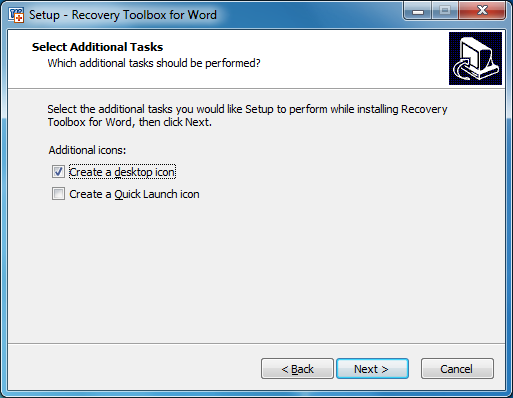 Setup - Recovery Toolbox for Word
Select Additional Tasks
Which additional tasks should be performed?
Select the additional tasks you would like Setup to perform while installing Recovery
Toolbox for Word, then click Next.
Additional icons:
Create a desktop icon
Create a Quick Launch icon
< Back
Next >
Cancel